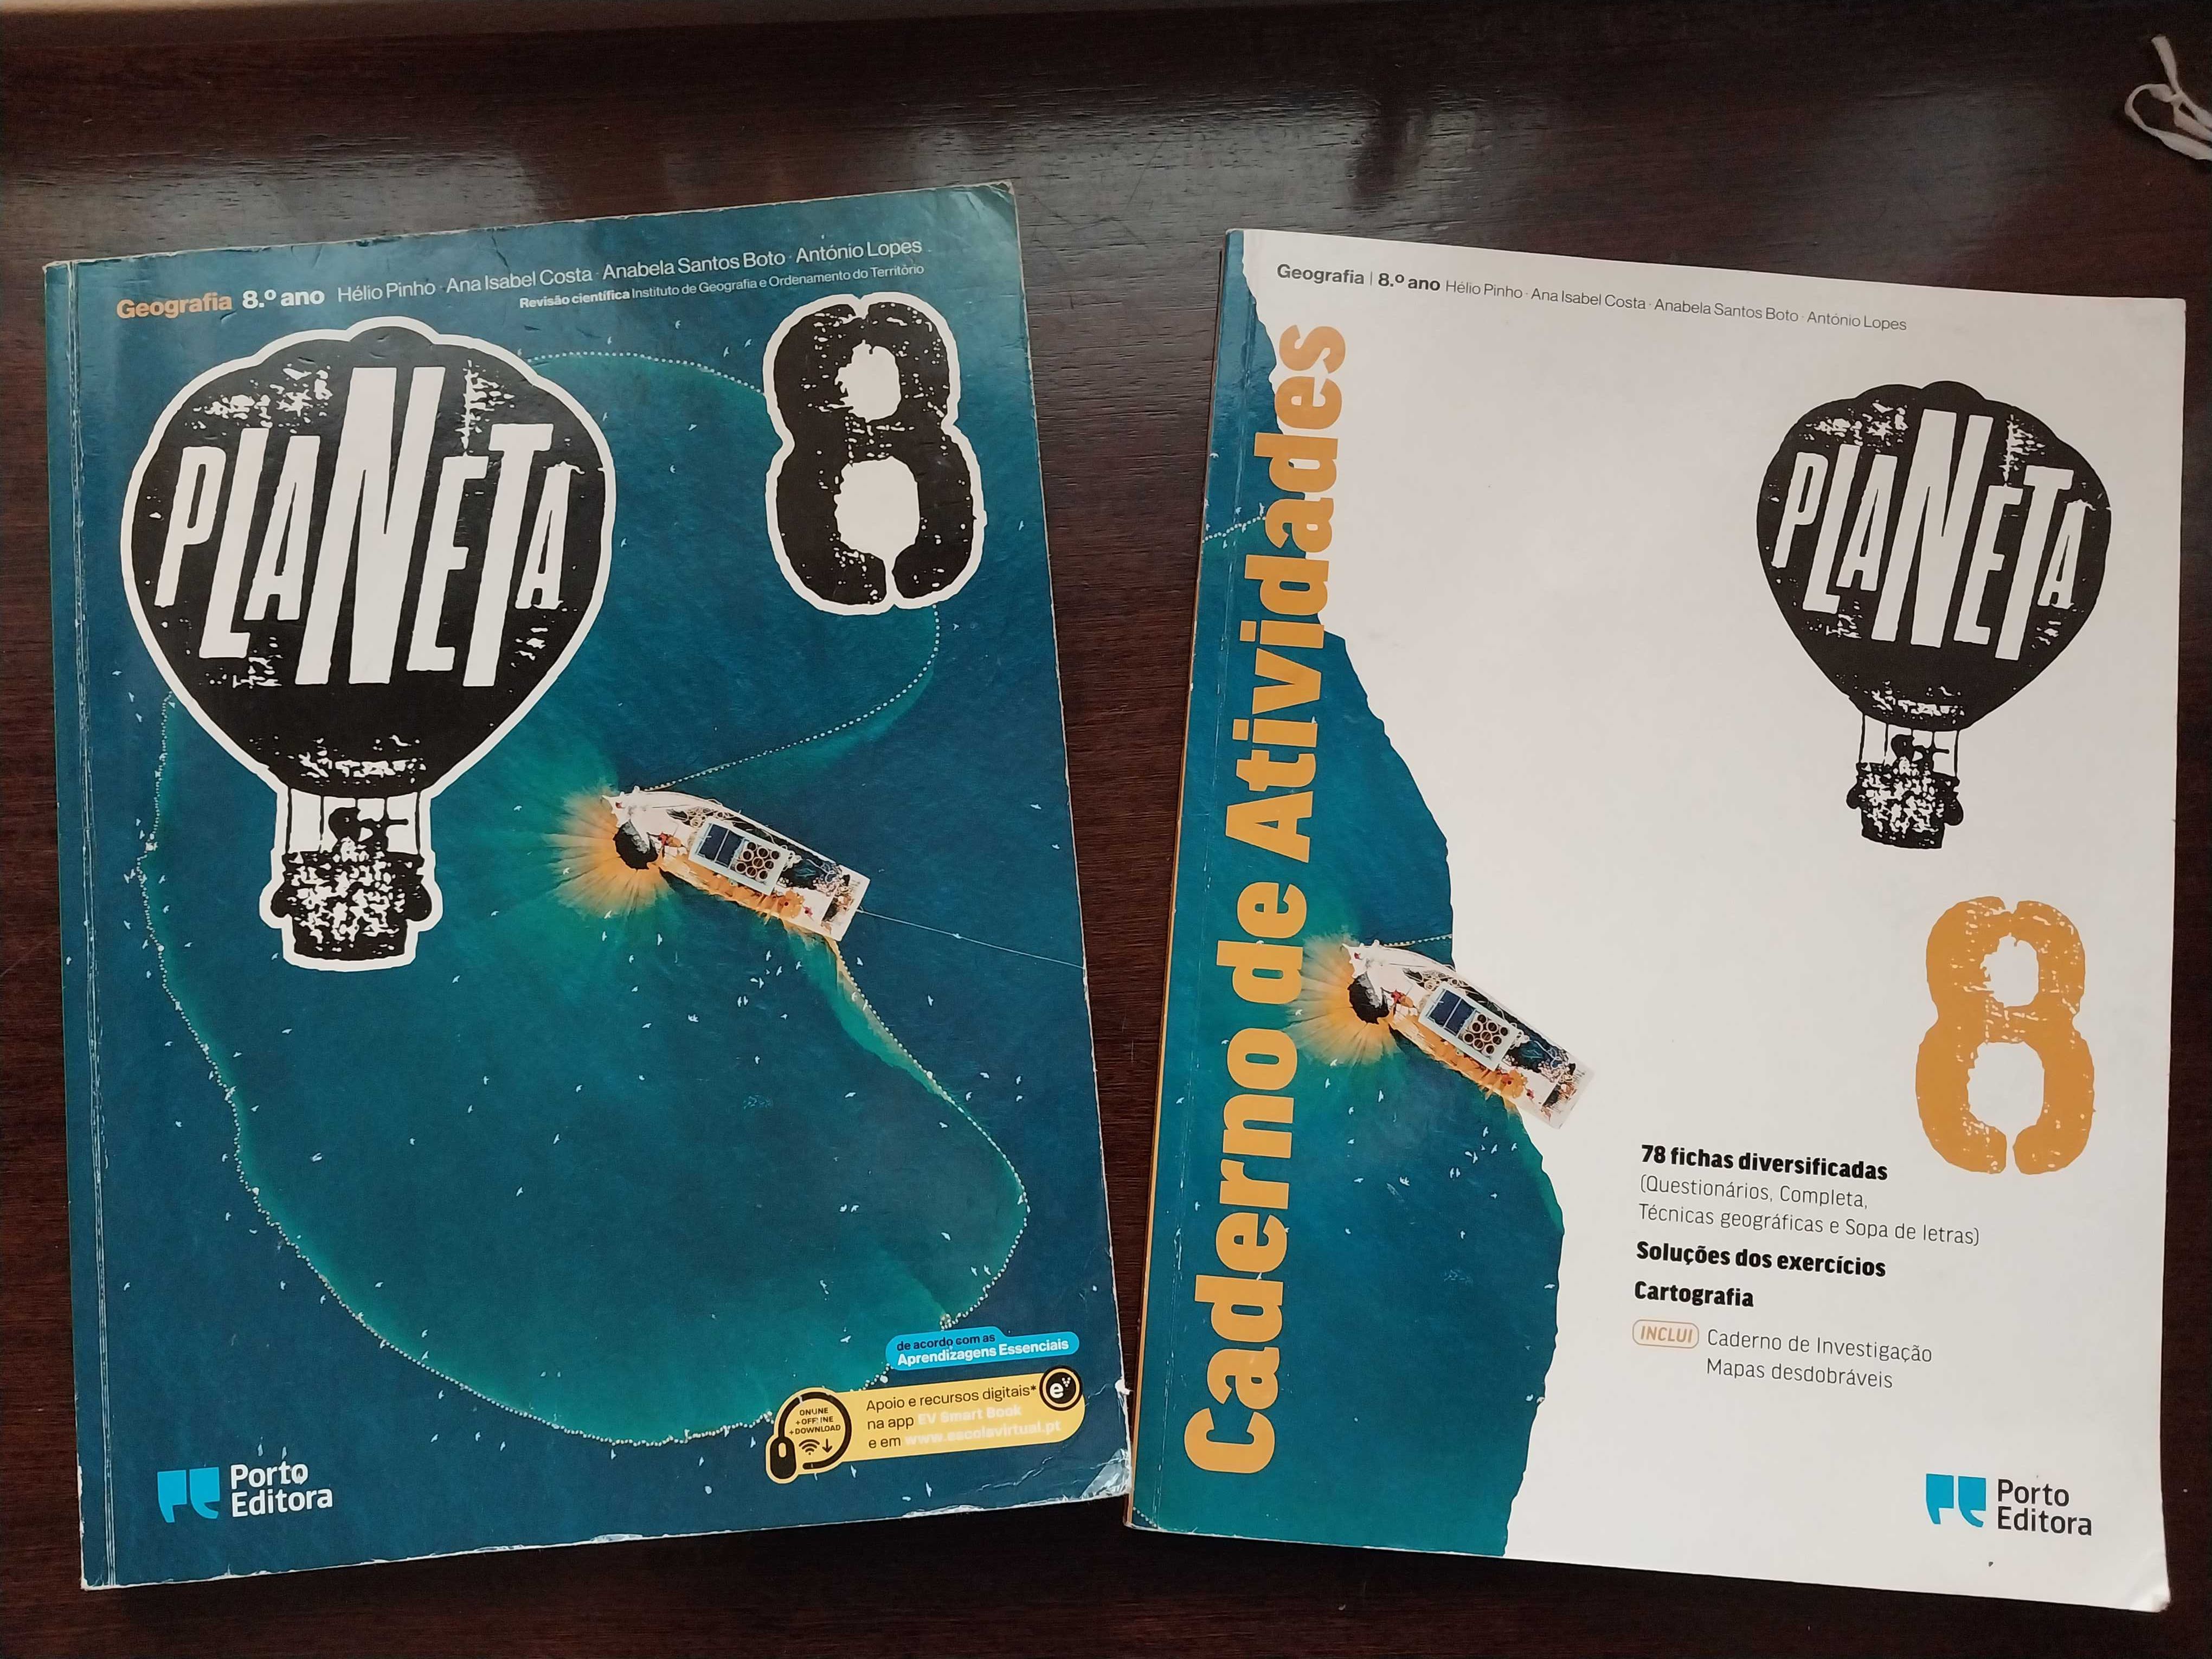 Geografia 8.º ano Hélio Pinho · Ana Isabel Costa · Anabela Santos Boto · António Lopes
Revisão científica Instituto de Geografia e Ordenamento do Território
PLANETA
8
de acordo com as
Aprendizagens Essenciais
ONLINE
+OFFLINE
+DOWNLOAD
Apoio e recursos digitais*
na app EV Smart Book
e em www.escolavirtual.pt
ev
Porto
Editora
Geografia | 8.º ano Hélio Pinho · Ana Isabel Costa · Anabela Santos Boto · António Lopes
Caderno de Atividades
PLANETA
8
78 fichas diversificadas
(Questionários, Completa,
Técnicas geográficas e Sopa de letras)
Soluções dos exercícios
Cartografia
INCLUI Caderno de Investigação
Mapas desdobráveis
Porto
Editora